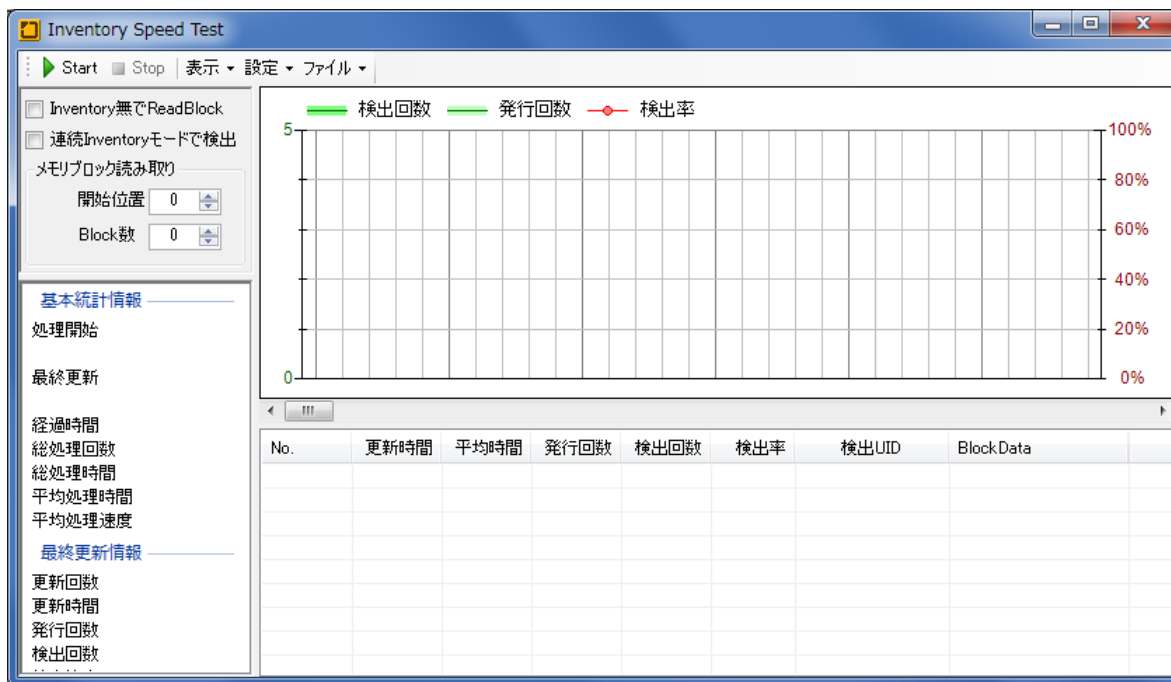 Inventory Speed Test
Start Stop 表示 設定 ファイル
Inventory無でReadBlock
連続Inventoryモードで検出
メモリブロック読み取り
開始位置 0
Block数 0
検出回数 発行回数 検出率
5 100%
80%
60%
40%
20%
0 0%
基本統計情報
処理開始
最終更新
経過時間
総処理回数
総処理時間
平均処理時間
平均処理速度
最終更新情報
更新回数
更新時間
発行回数
検出回数
No. 更新時間 平均時間 発行回数 検出回数 検出率 検出UID BlockData